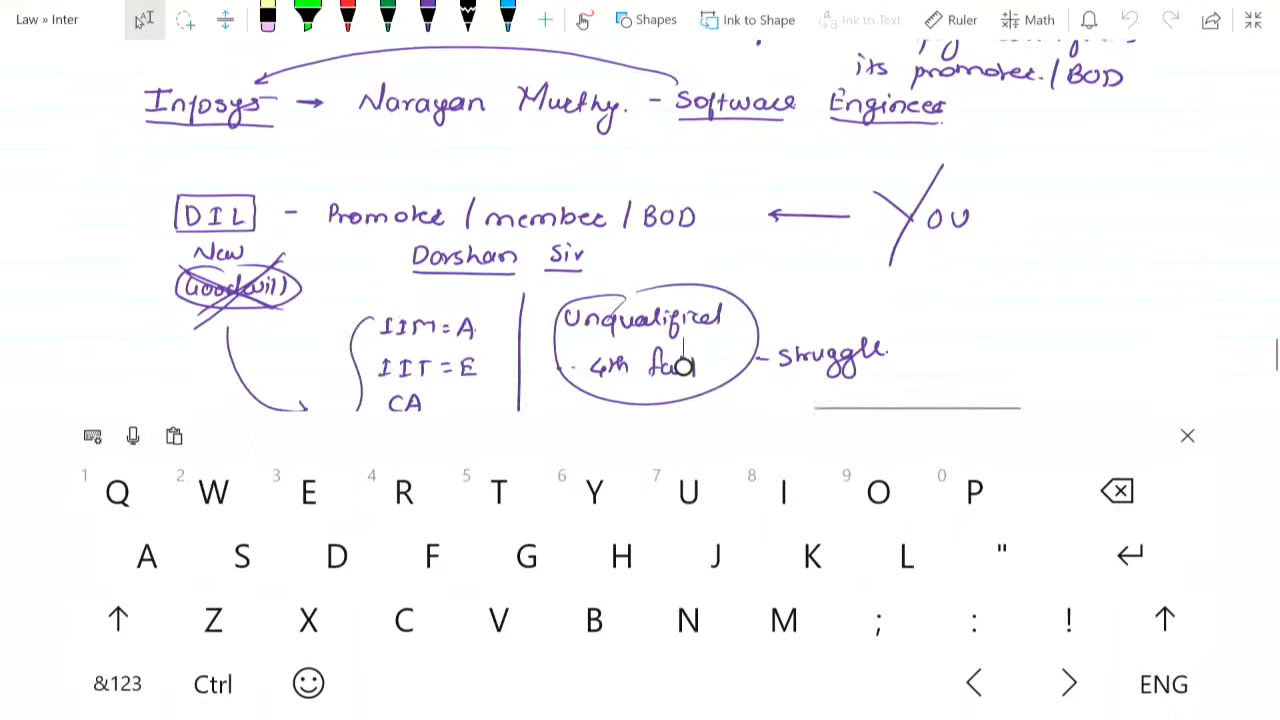 Law » Inter
Shapes
Ink to Shape
Ink to Text
Ruler
Math
its promoter. / BOD
Infosys → Narayan Murthy. - Software Engineer
DIL - Promoter / member / BOD ← You
New
Darshan Sir
Goodwill
IIM = A
Unqualified
IIT = E
4th fail
- struggle.
CA
1 Q 2 W 3 E 4 R 5 T 6 Y 7 U 8 I 9 O 0 P
A S D F G H J K L "
↑ Z X C V B N M ; : ! ↑
&123 Ctrl < > ENG